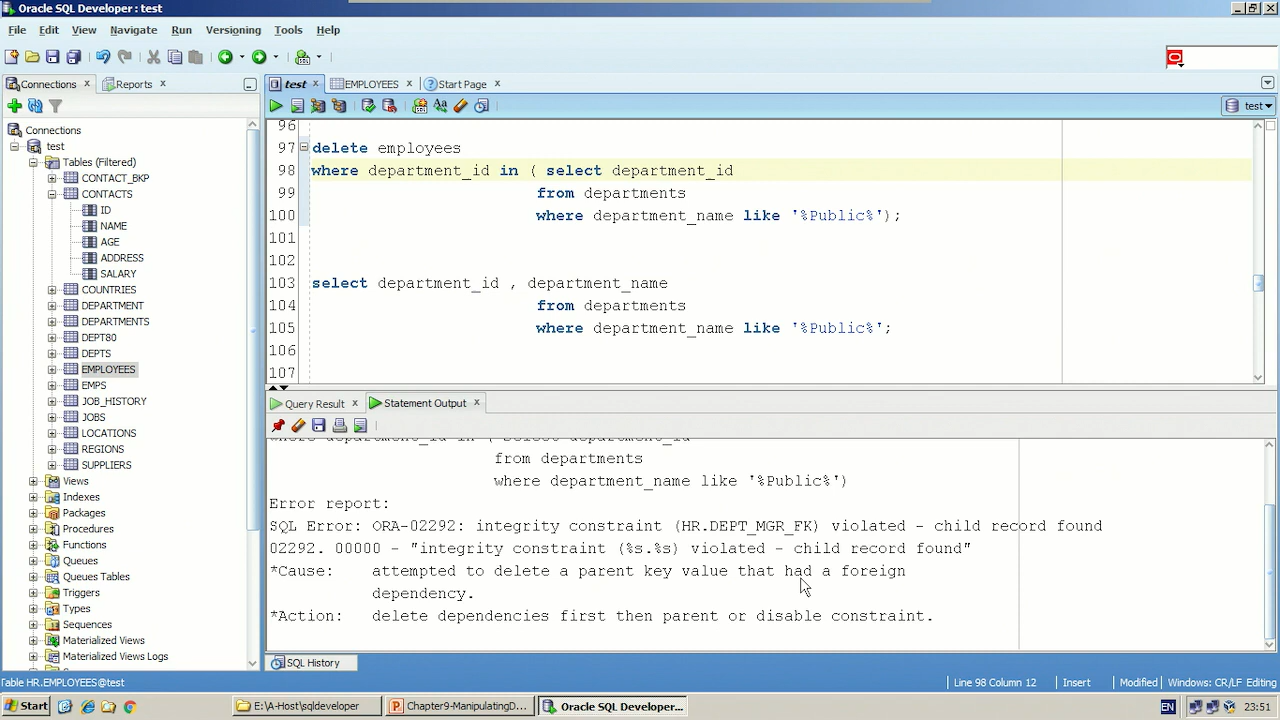 Oracle SQL Developer : test
File Edit View Navigate Run Versioning Tools Help
Connections Reports
test EMPLOYEES Start Page
test
Connections
test
Tables (Filtered)
CONTACT_BKP
CONTACTS
ID
NAME
AGE
ADDRESS
SALARY
COUNTRIES
DEPARTMENT
DEPARTMENTS
DEPT80
DEPTS
EMPLOYEES
EMPS
JOB_HISTORY
JOBS
LOCATIONS
REGIONS
SUPPLIERS
Views
Indexes
Packages
Procedures
Functions
Queues
Queues Tables
Triggers
Types
Sequences
Materialized Views
Materialized Views Logs
96
97 delete employees
98 where department_id in ( select department_id
99 from departments
100 where department_name like '%Public%');
101
102
103 select department_id , department_name
104 from departments
105 where department_name like '%Public%';
106
107
Query Result Statement Output
where department_id in ( select department_id
from departments
where department_name like '%Public%')
Error report:
SQL Error: ORA-02292: integrity constraint (HR.DEPT_MGR_FK) violated - child record found
02292. 00000 - "integrity constraint (%s.%s) violated - child record found"
*Cause: attempted to delete a parent key value that had a foreign
dependency.
*Action: delete dependencies first then parent or disable constraint.
SQL History
Table HR.EMPLOYEES@test Line 98 Column 12 Insert Modified Windows: CR/LF Editing
Start E:\A-Host\sqldeveloper Chapter9-ManipulatingD... Oracle SQL Developer... EN 23:51